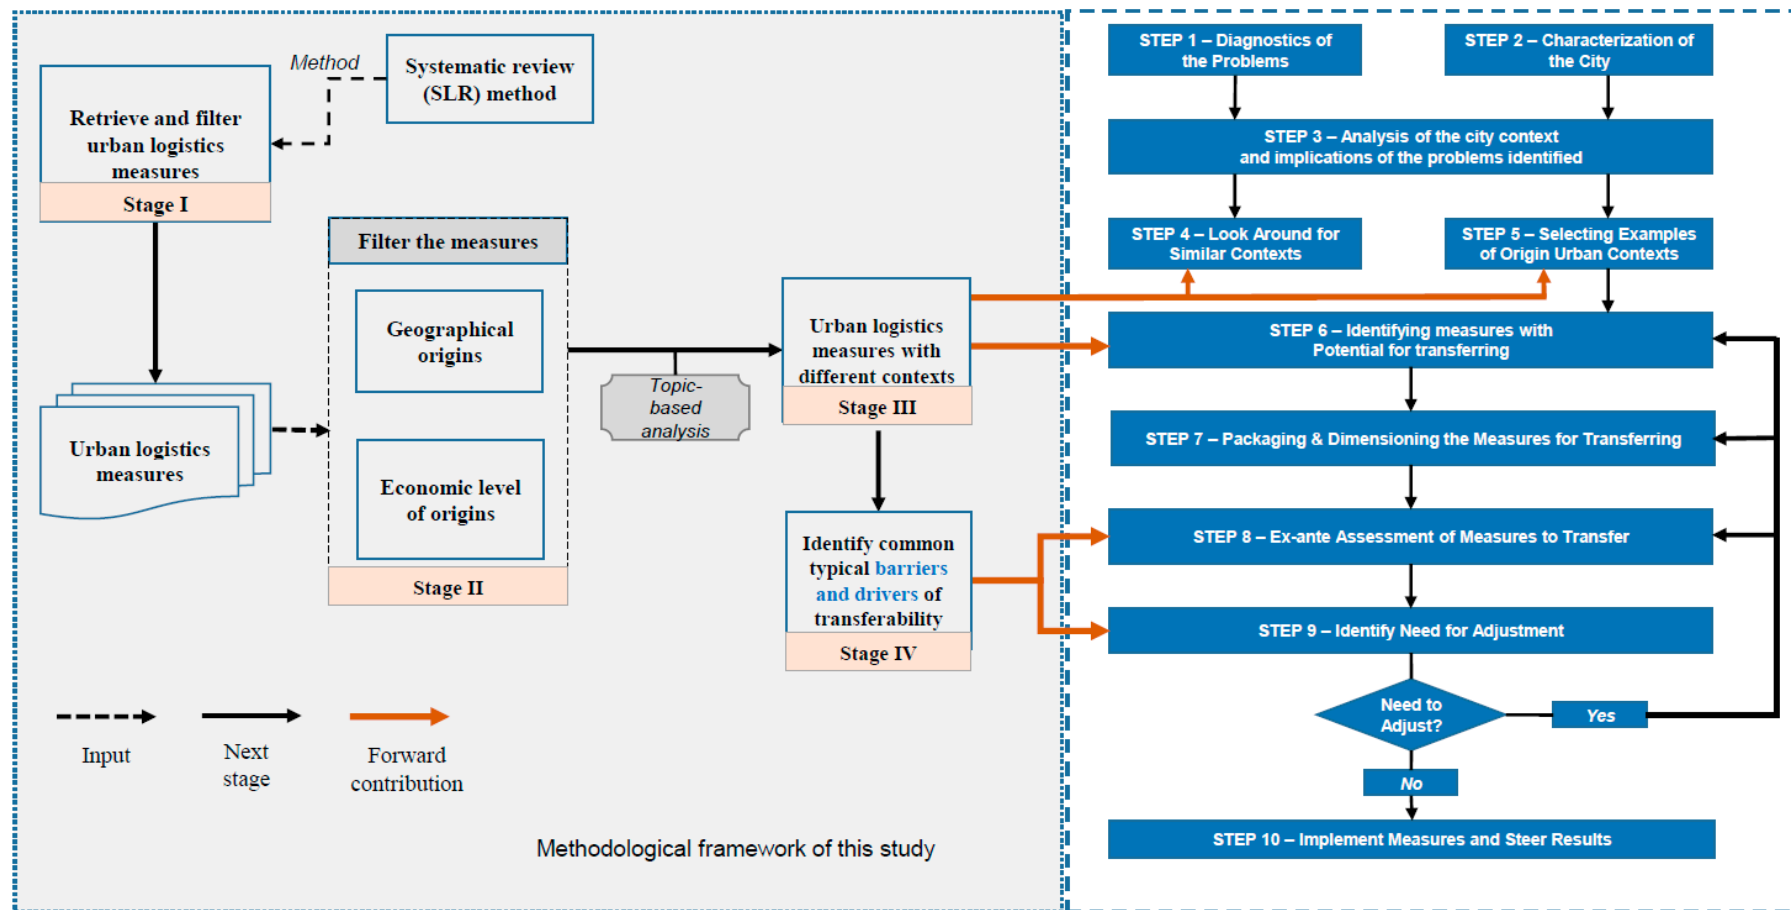 Method
Systematic review
(SLR) method
Retrieve and filter
urban logistics
measures
Stage I
Urban logistics
measures
Filter the measures
Geographical
origins
Economic level
of origins
Stage II
Topic-
based
analysis
Urban logistics
measures with
different contexts
Stage III
Identify common
typical barriers
and drivers of
transferability
Stage IV
Input
Next
stage
Forward
contribution
Methodological framework of this study
STEP 1 – Diagnostics of
the Problems
STEP 2 – Characterization of
the City
STEP 3 – Analysis of the city context
and implications of the problems identified
STEP 4 – Look Around for
Similar Contexts
STEP 5 – Selecting Examples
of Origin Urban Contexts
STEP 6 – Identifying measures with
Potential for transferring
STEP 7 – Packaging & Dimensioning the Measures for Transferring
STEP 8 – Ex-ante Assessment of Measures to Transfer
STEP 9 – Identify Need for Adjustment
Need to
Adjust?
Yes
No
STEP 10 – Implement Measures and Steer Results